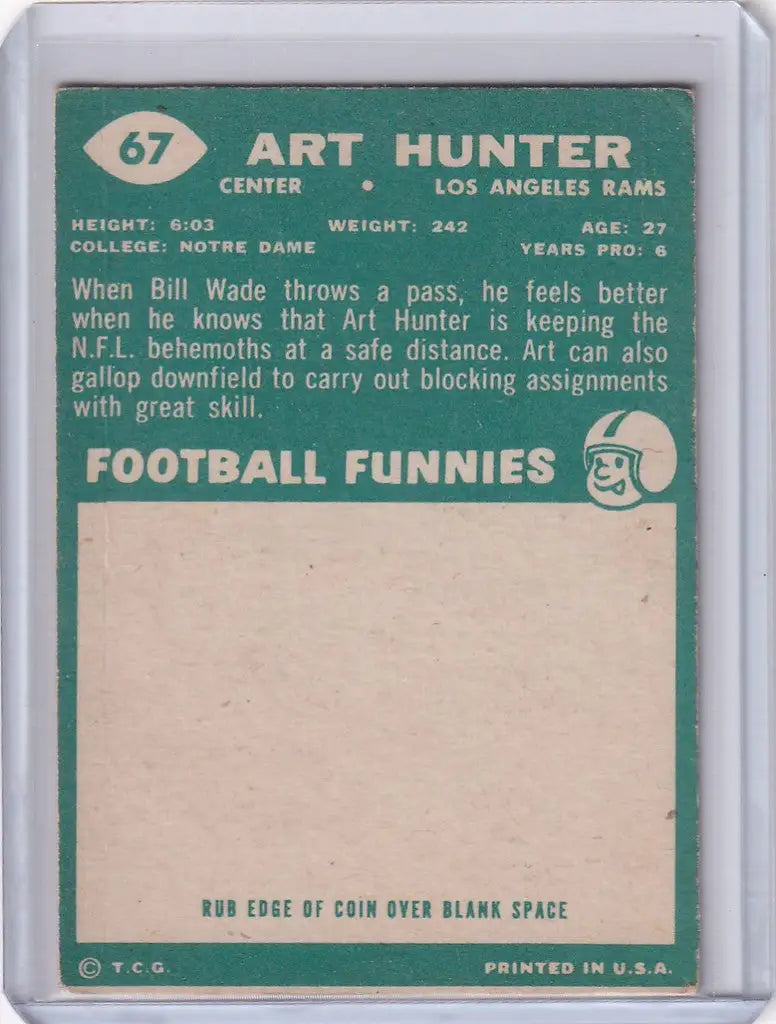 67
ART HUNTER
CENTER • LOS ANGELES RAMS
HEIGHT: 6:03 WEIGHT: 242 AGE: 27
COLLEGE: NOTRE DAME YEARS PRO: 6
When Bill Wade throws a pass, he feels better
when he knows that Art Hunter is keeping the
N.F.L. behemoths at a safe distance. Art can also
gallop downfield to carry out blocking assignments
with great skill.
FOOTBALL FUNNIES
RUB EDGE OF COIN OVER BLANK SPACE
© T.C.G. PRINTED IN U.S.A.